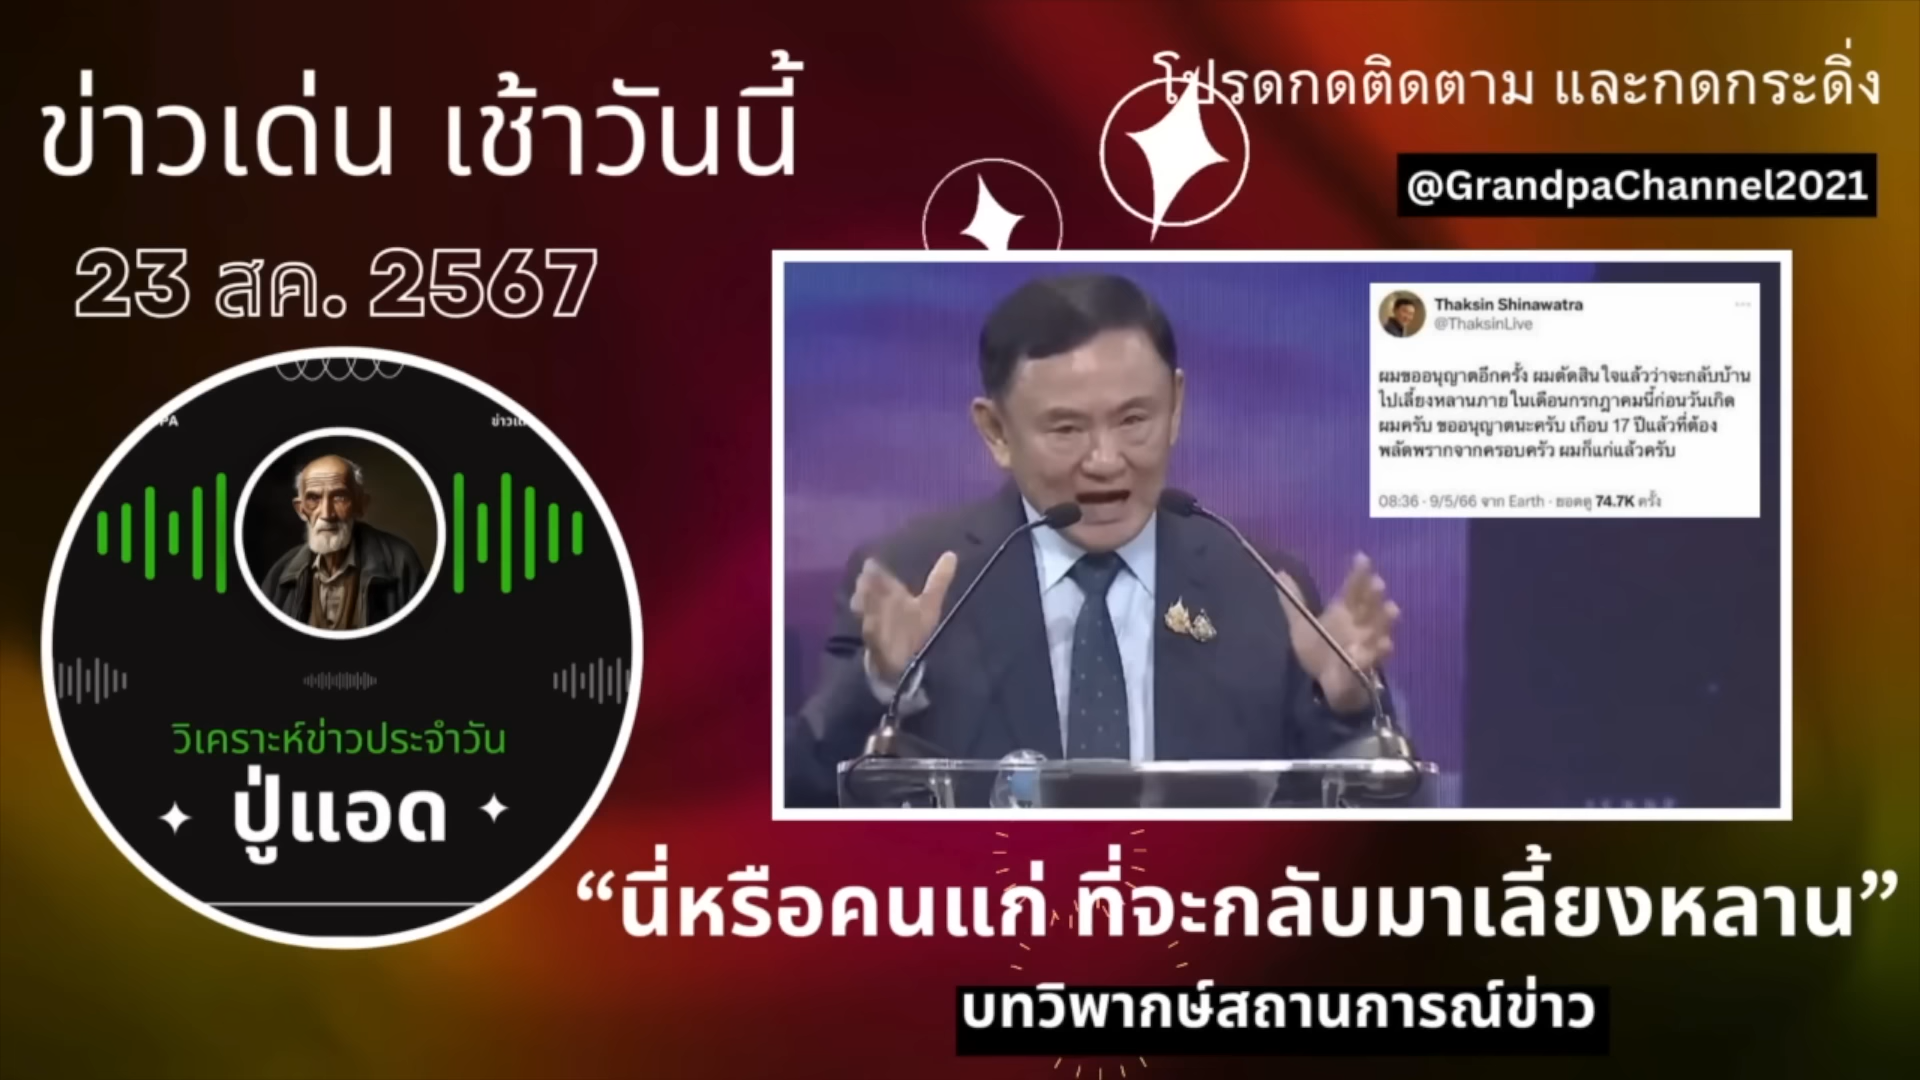 ข่าวเด่น เช้าวันนี้
23 สค. 2567
โปรดกดติดตาม และกดกระดิ่ง
@GrandpaChannel2021
Thaksin Shinawatra
@ThaksinLive
ผมขออนุญาตอีกครั้ง ผมตัดสินใจแล้วว่าจะกลับบ้าน
ไปเลี้ยงหลานภายในเดือนกรกฎาคมนี้ก่อนวันเกิด
ผมครับ ขออนุญาตนะครับ เกือบ 17 ปีแล้วที่ต้อง
พลัดพรากจากครอบครัว ผมก็แก่แล้วครับ
08:36 · 9/5/66 จาก Earth · ยอดดู 74.7K ครั้ง
วิเคราะห์ข่าวประจำวัน
ปู่แอด
“นี่หรือคนแก่ ที่จะกลับมาเลี้ยงหลาน”
บทวิพากษ์สถานการณ์ข่าว